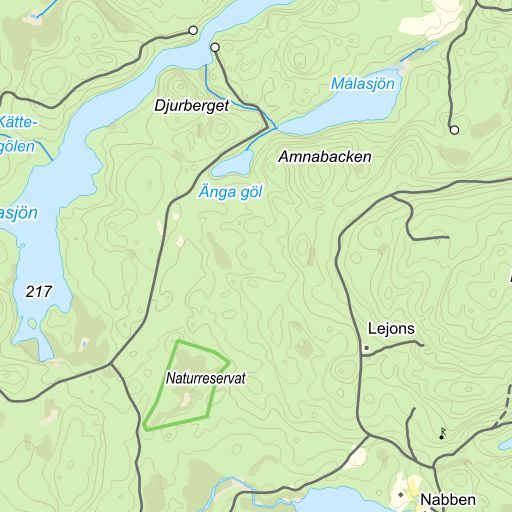 Målasjön
Djurberget
Kätte-
gölen
Amnabacken
Änga göl
asjön
217
Lejons
Naturreservat
Nabben